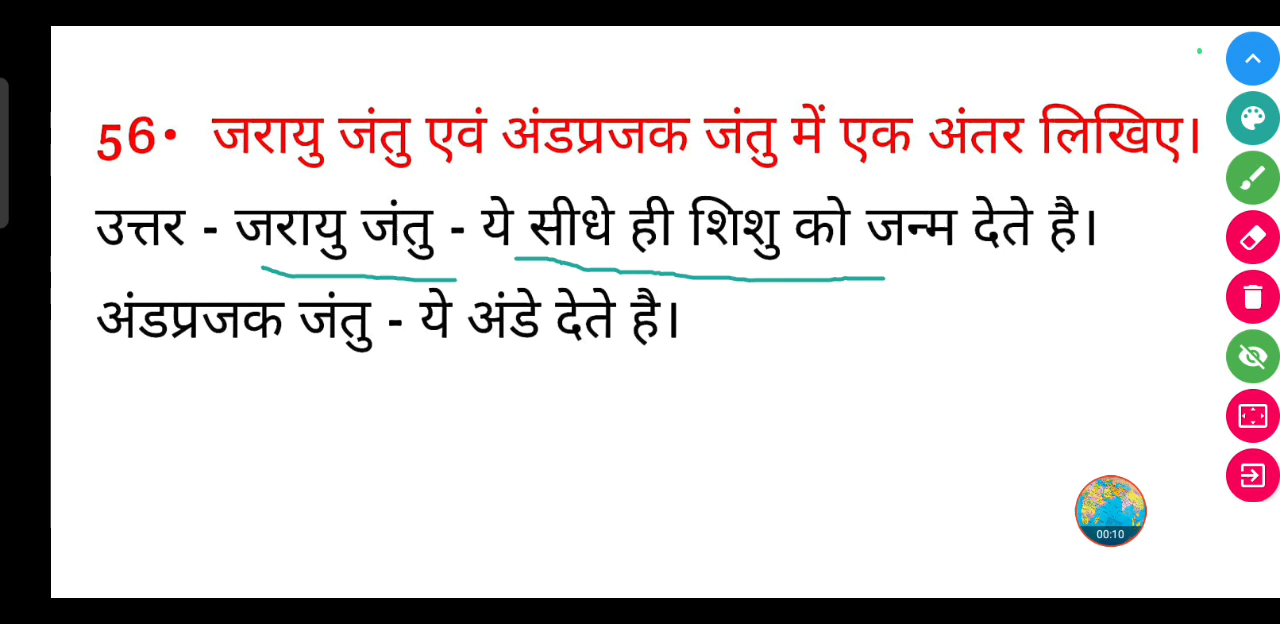 56• जरायु जंतु एवं अंडप्रजक जंतु में एक अंतर लिखिए।
उत्तर - जरायु जंतु - ये सीधे ही शिशु को जन्म देते है।
अंडप्रजक जंतु - ये अंडे देते है।
00:10